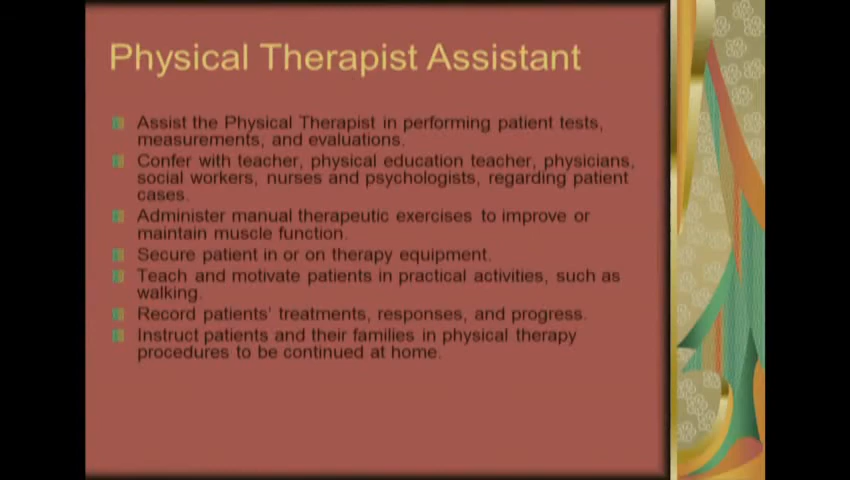 Physical Therapist Assistant
Assist the Physical Therapist in performing patient tests,
measurements, and evaluations.
Confer with teacher, physical education teacher, physicians,
social workers, nurses and psychologists, regarding patient
cases.
Administer manual therapeutic exercises to improve or
maintain muscle function.
Secure patient in or on therapy equipment.
Teach and motivate patients in practical activities, such as
walking.
Record patients' treatments, responses, and progress.
Instruct patients and their families in physical therapy
procedures to be continued at home.